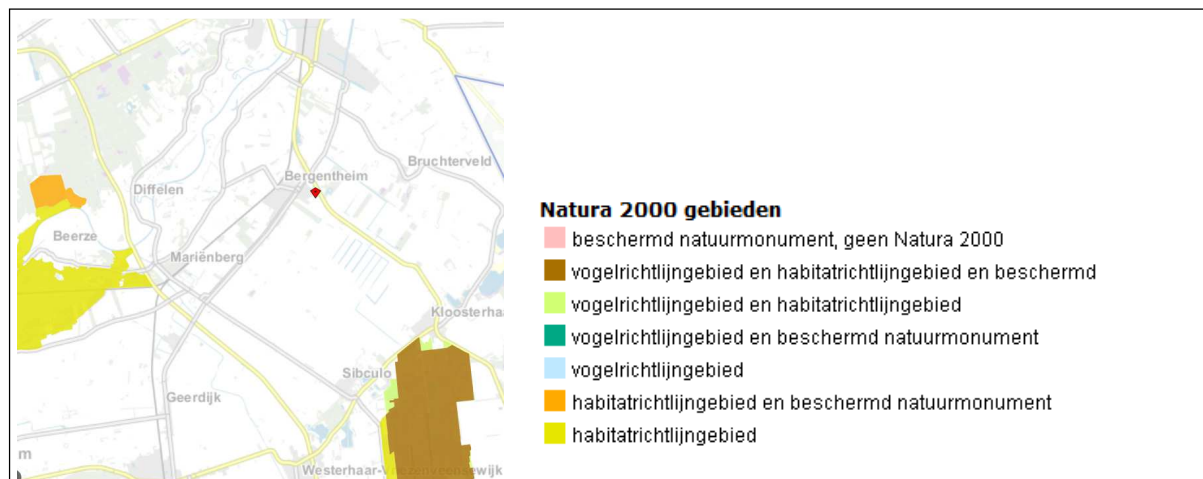 Bruchterveld
Bergentheim
Diffelen
Beerze
Mariënberg
Kloosterha
Sibculo
Geerdijk
m
Westerhaar-V
ezenveensewijk
Natura 2000 gebieden
beschermd natuurmonument, geen Natura 2000
vogelrichtlijngebied en habitatrichtlijngebied en beschermd
vogelrichtlijngebied en habitatrichtlijngebied
vogelrichtlijngebied en beschermd natuurmonument
vogelrichtlijngebied
habitatrichtlijngebied en beschermd natuurmonument
habitatrichtlijngebied